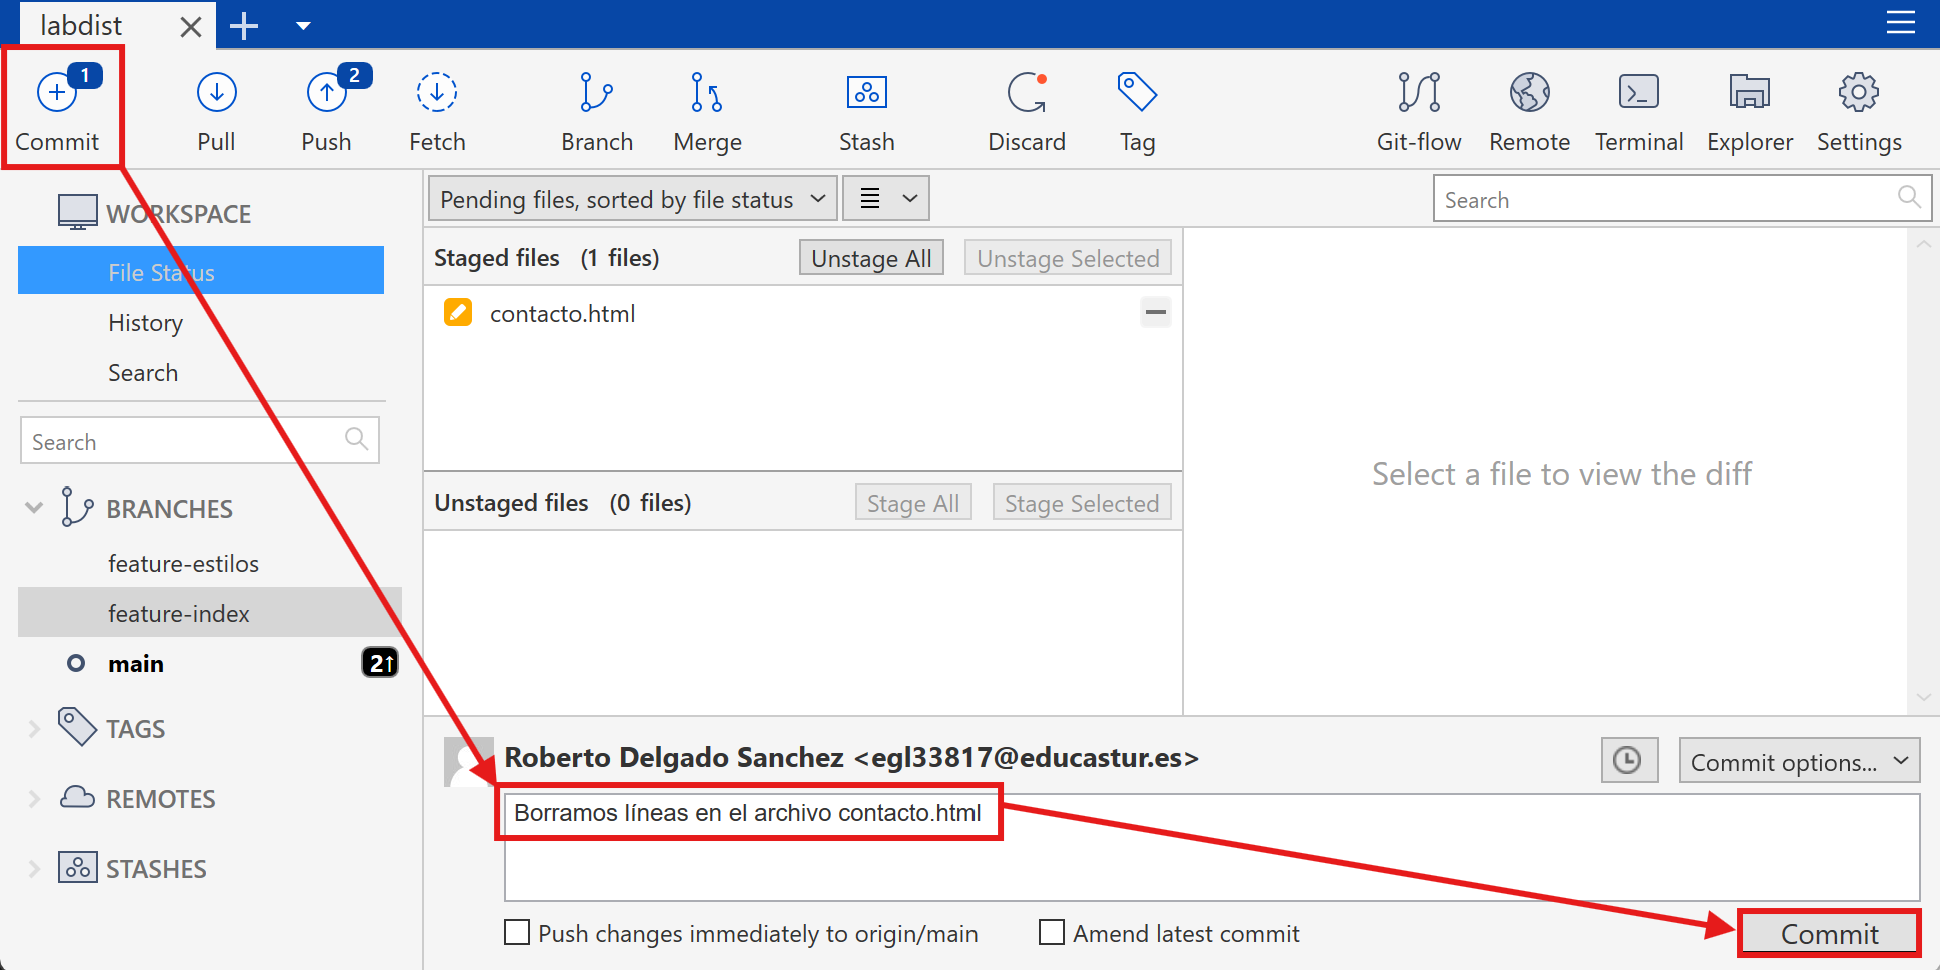 labdist
1
2
Commit
Pull
Push
Fetch
Branch
Merge
Stash
Discard
Tag
Git-flow
Remote
Terminal
Explorer
Settings
WORKSPACE
File Status
History
Search
Search
BRANCHES
feature-estilos
feature-index
main
2↑
TAGS
REMOTES
STASHES
Pending files, sorted by file status
Search
Staged files (1 files)
Unstage All
Unstage Selected
contacto.html
Unstaged files (0 files)
Stage All
Stage Selected
Select a file to view the diff
Roberto Delgado Sanchez <egl33817@educastur.es>
Commit options...
Borramos líneas en el archivo contacto.html
Push changes immediately to origin/main
Amend latest commit
Commit